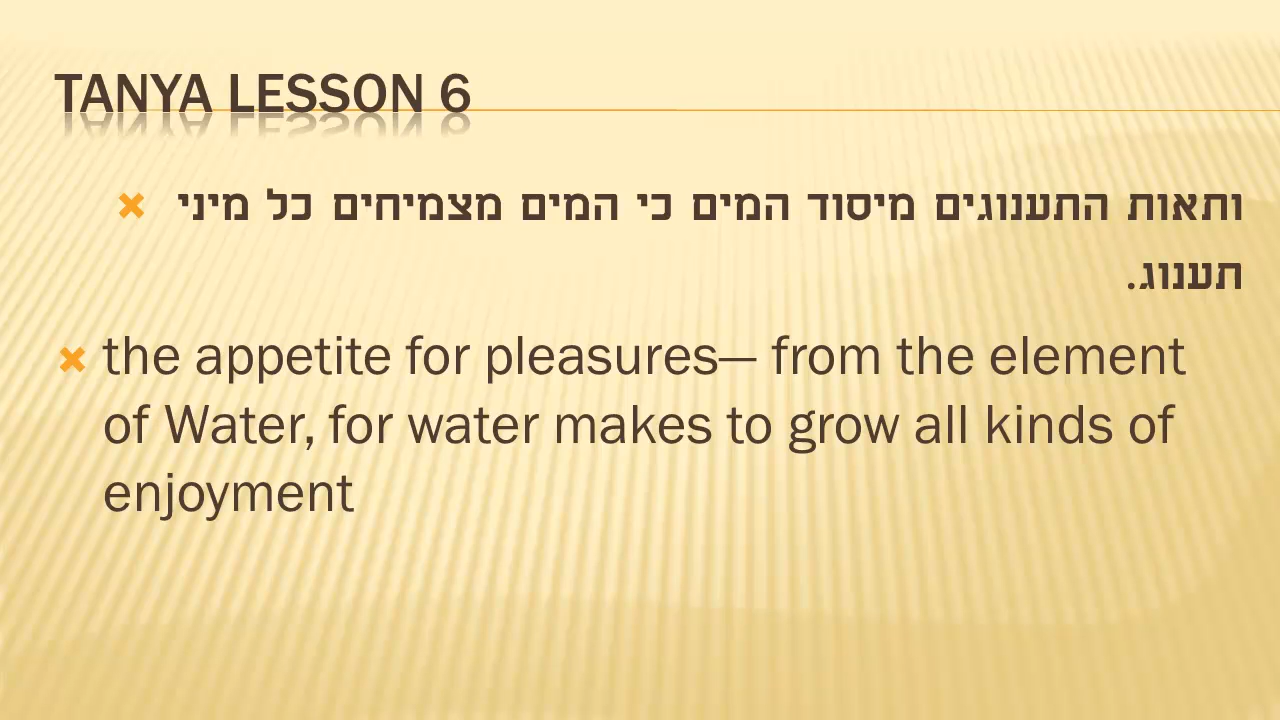 TANYA LESSON 6
ותאות התענוגים מיסוד המים כי המים מצמיחים כל מיני
תענוג.
the appetite for pleasures— from the element
of Water, for water makes to grow all kinds of
enjoyment